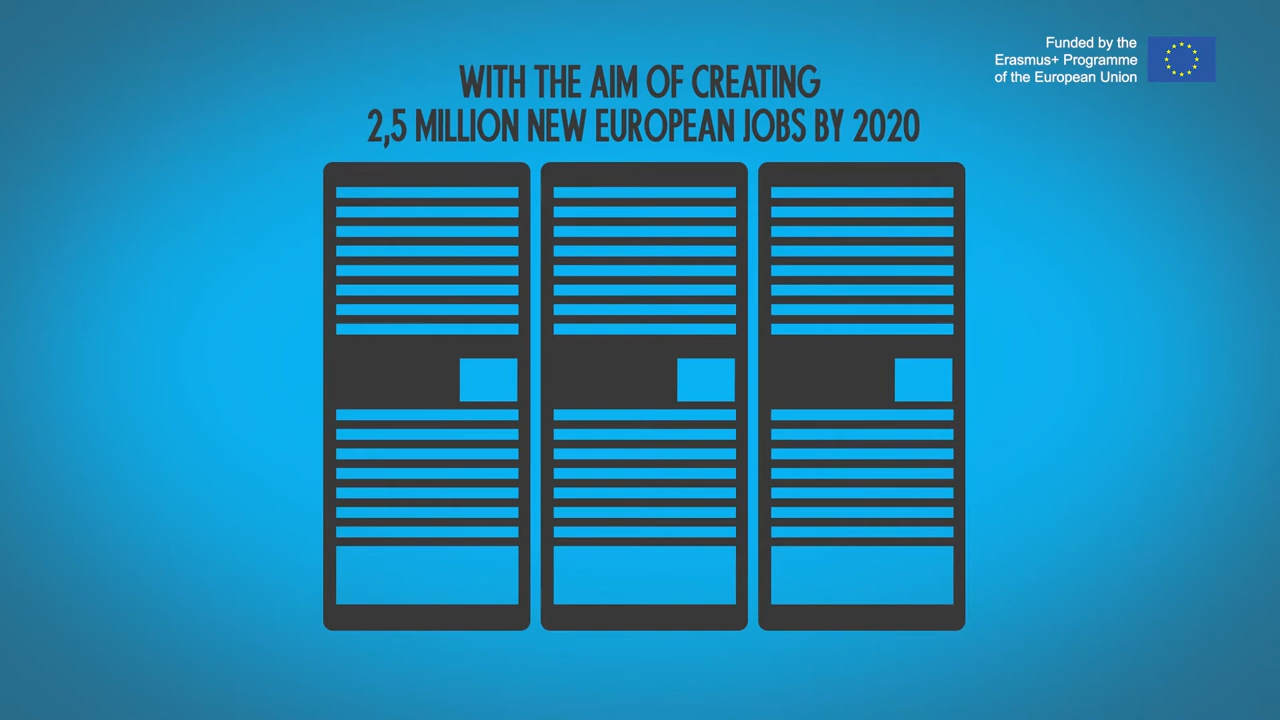 Funded by the
Erasmus+ Programme
of the European Union
WITH THE AIM OF CREATING
2,5 MILLION NEW EUROPEAN JOBS BY 2020